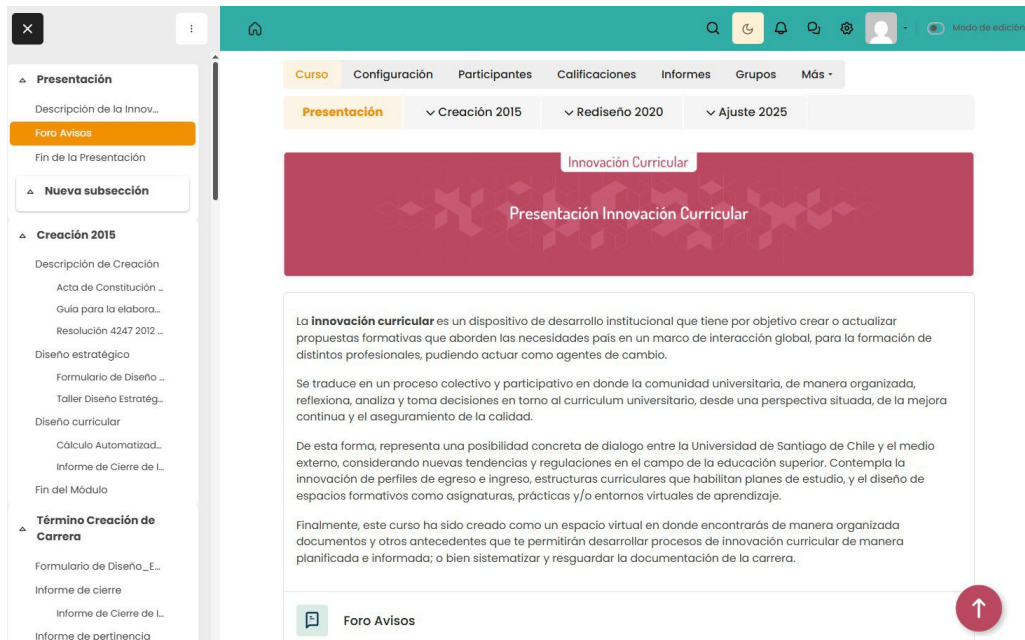 Modo de edición
Presentación
Descripción de la Innov...
Foro Avisos
Fin de la Presentación
Nueva subsección
Creación 2015
Descripción de Creación
Acta de Constitución ...
Guía para la elabora...
Resolución 4247 2012 ...
Diseño estratégico
Formulario de Diseño ...
Taller Diseño Estratég...
Diseño curricular
Cálculo Automatizad...
Informe de Cierre de I...
Fin del Módulo
Término Creación de
Carrera
Formulario de Diseño_E...
Informe de cierre
Informe de Cierre de I...
Informe de pertinencia
Curso Configuración Participantes Calificaciones Informes Grupos Más
Presentación Creación 2015 Rediseño 2020 Ajuste 2025
Innovación Curricular
Presentación Innovación Curricular
La innovación curricular es un dispositivo de desarrollo institucional que tiene por objetivo crear o actualizar
propuestas formativas que aborden las necesidades país en un marco de interacción global, para la formación de
distintos profesionales, pudiendo actuar como agentes de cambio.
Se traduce en un proceso colectivo y participativo en donde la comunidad universitaria, de manera organizada,
reflexiona, analiza y toma decisiones en torno al curriculum universitario, desde una perspectiva situada, de la mejora
continua y el aseguramiento de la calidad.
De esta forma, representa una posibilidad concreta de dialogo entre la Universidad de Santiago de Chile y el medio
externo, considerando nuevas tendencias y regulaciones en el campo de la educación superior. Contempla la
innovación de perfiles de egreso e ingreso, estructuras curriculares que habilitan planes de estudio, y el diseño de
espacios formativos como asignaturas, prácticas y/o entornos virtuales de aprendizaje.
Finalmente, este curso ha sido creado como un espacio virtual en donde encontrarás de manera organizada
documentos y otros antecedentes que te permitirán desarrollar procesos de innovación curricular de manera
planificada e informada; o bien sistematizar y resguardar la documentación de la carrera.
Foro Avisos